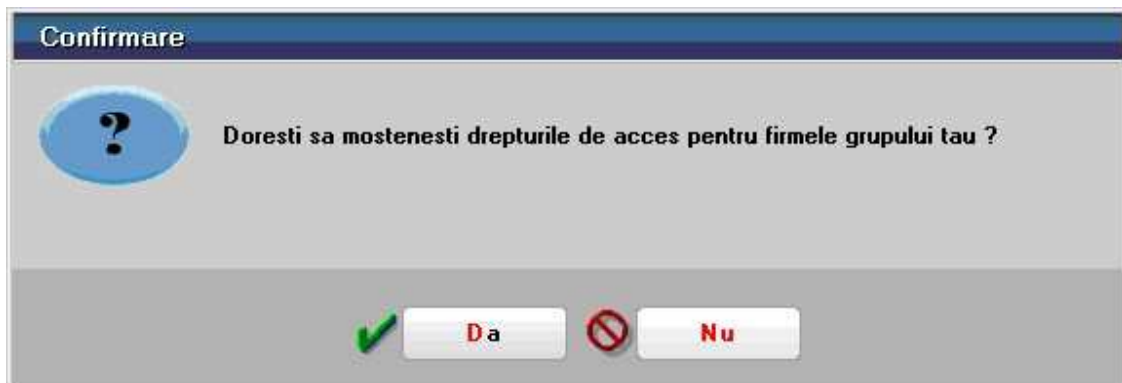 Confirmare
?
Doresti sa mostenesti drepturile de acces pentru firmele grupului tau ?
Da
Nu